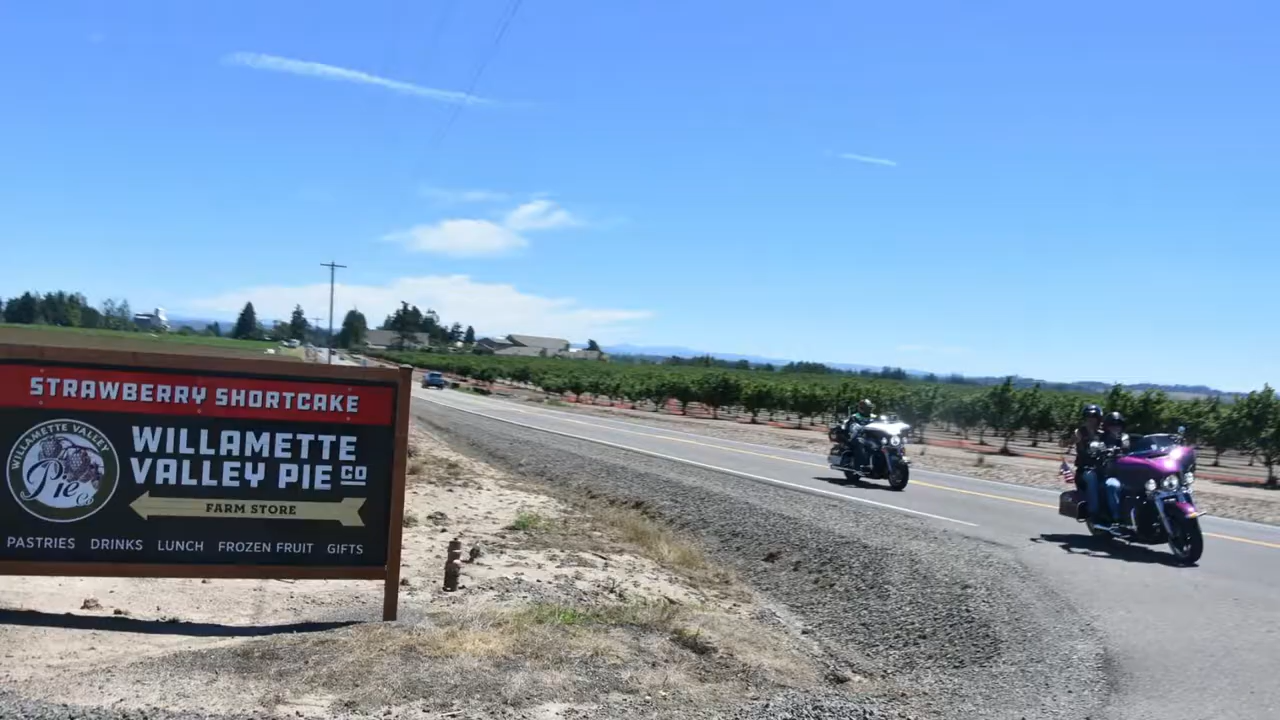 STRAWBERRY SHORTCAKE
WILLAMETTE VALLEY
Pie Co
WILLAMETTE
VALLEY PIE CO
FARM STORE
PASTRIES DRINKS LUNCH FROZEN FRUIT GIFTS